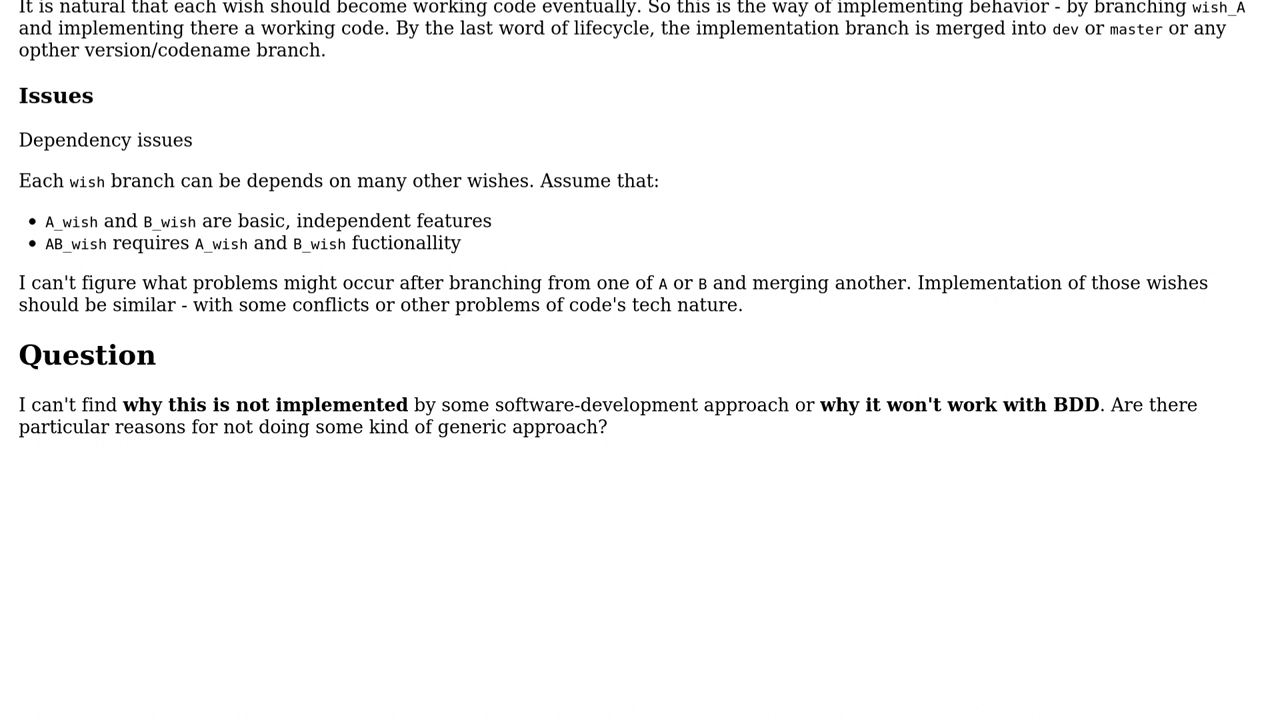 It is natural that each wish should become working code eventually. So this is the way of implementing behavior - by branching wish_A
and implementing there a working code. By the last word of lifecycle, the implementation branch is merged into dev or master or any
opther version/codename branch.
Issues
Dependency issues
Each wish branch can be depends on many other wishes. Assume that:
• A_wish and B_wish are basic, independent features
• AB_wish requires A_wish and B_wish fuctionallity
I can't figure what problems might occur after branching from one of A or B and merging another. Implementation of those wishes
should be similar - with some conflicts or other problems of code's tech nature.
Question
I can't find why this is not implemented by some software-development approach or why it won't work with BDD. Are there
particular reasons for not doing some kind of generic approach?